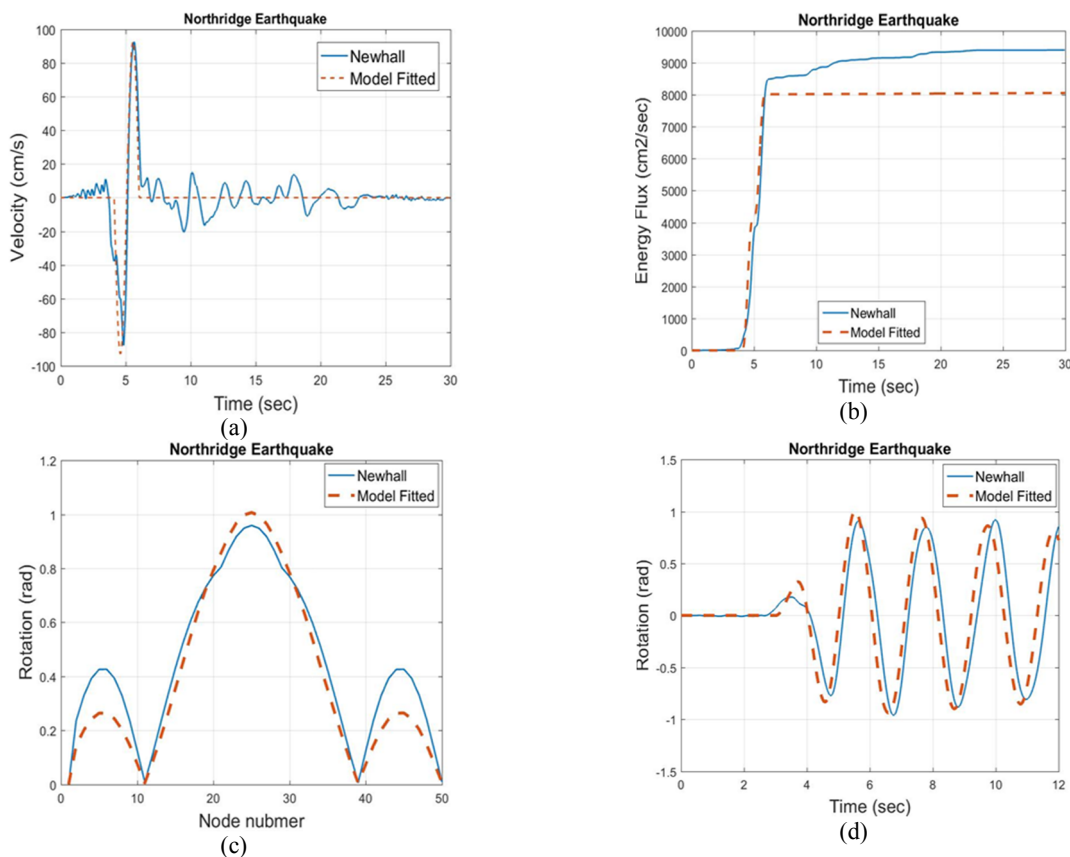 Northridge Earthquake
Velocity (cm/s)
100
80
60
40
20
0
-20
-40
-60
-80
-100
Newhall
Model Fitted
0 5 10 15 20 25 30
Time (sec)
(a)
Northridge Earthquake
Energy Flux (cm2/sec)
10000
9000
8000
7000
6000
5000
4000
3000
2000
1000
0
Newhall
Model Fitted
0 5 10 15 20 25 30
Time (sec)
(b)
Northridge Earthquake
Rotation (rad)
1.2
1
0.8
0.6
0.4
0.2
0
Newhall
Model Fitted
0 10 20 30 40 50
Node nubmer
(c)
Northridge Earthquake
Rotation (rad)
1.5
1
0.5
0
-0.5
-1
-1.5
Newhall
Model Fitted
0 2 4 6 8 10 12
Time (sec)
(d)